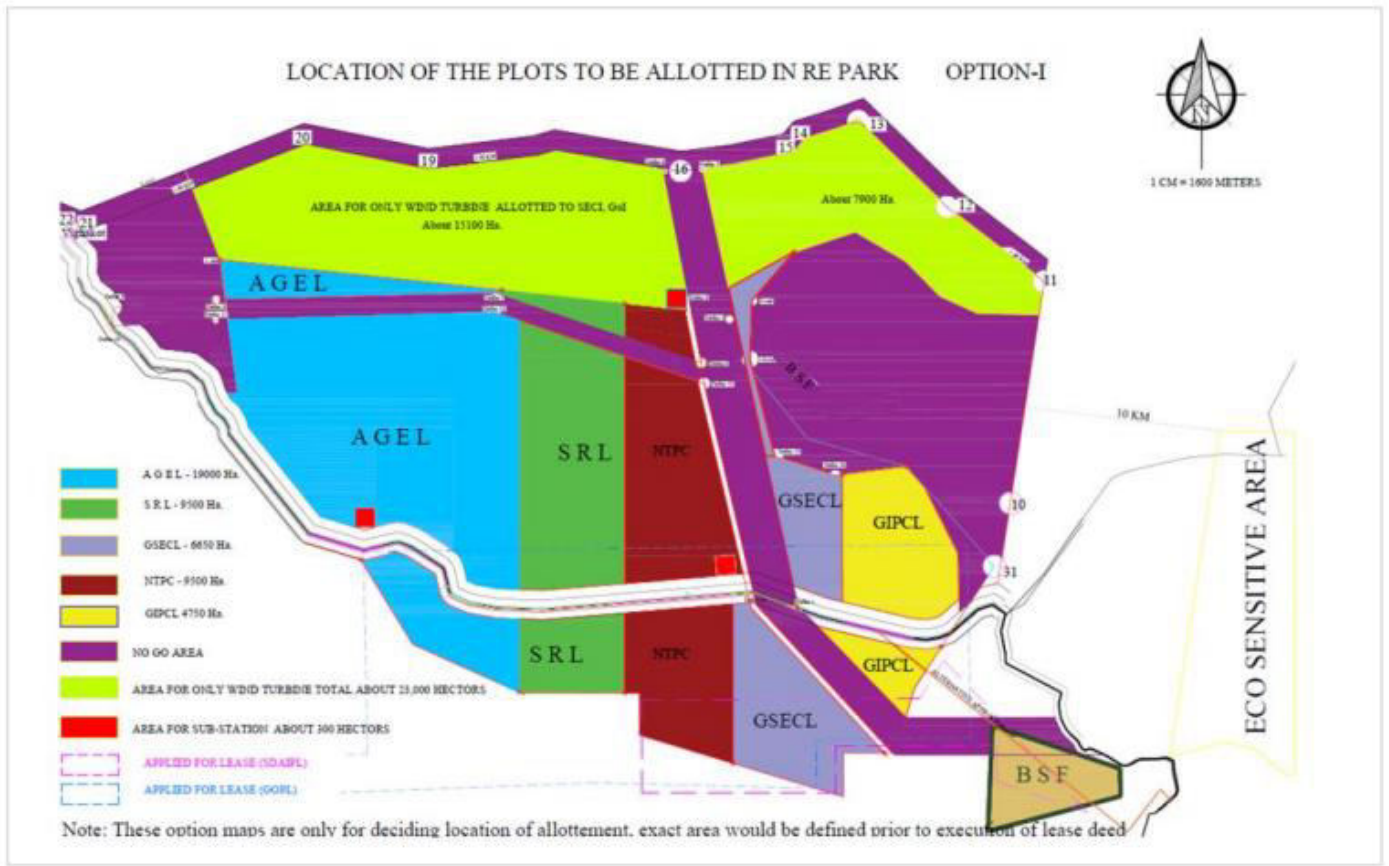 LOCATION OF THE PLOTS TO BE ALLOTTED IN RE PARK OPTION-I
N
1 CM = 1600 METERS
20
19
46
15
14
13
12
11
22
21
AREA FOR ONLY WIND TURBINE ALLOTTED TO SECI, GoI
About 15100 Ha.
About 7900 Ha.
A G E L
A G E L
S R L
NTPC
BSF
10 KM
GSECL
GIPCL
10
31
S R L
NTPC
GIPCL
GSECL
B S F
ECO SENSITIVE AREA
A G E L - 19000 Ha.
S R L - 9500 Ha.
GSECL - 6650 Ha.
NTPC - 9500 Ha.
GIPCL 4750 Ha.
NO GO AREA
AREA FOR ONLY WIND TURBINE TOTAL ABOUT 23,000 HECTORS
AREA FOR SUB-STATION ABOUT 300 HECTORS
APPLIED FOR LEASE (SDAIPL)
APPLIED FOR LEASE (GOPL)
Note: These option maps are only for deciding location of allottement, exact area would be defined prior to execution of lease deed